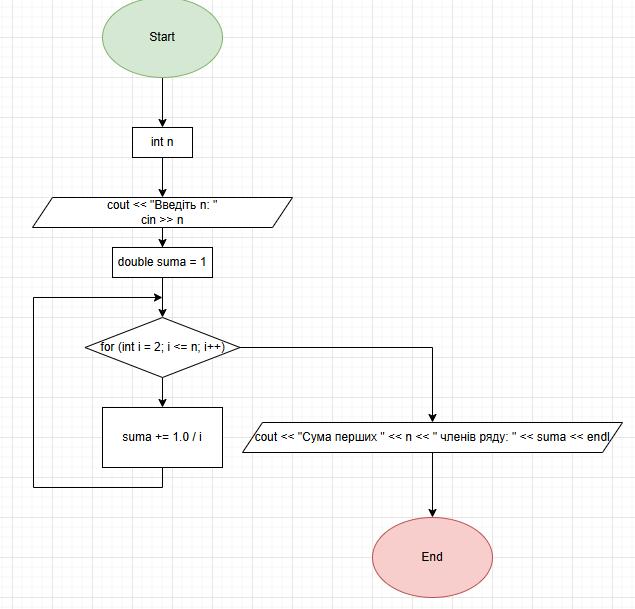 Start
int n
cout << "Введіть n: "
cin >> n
double suma = 1
for (int i = 2; i <= n; i++)
suma += 1.0 / i
cout << "Сума перших " << n << " членів ряду: " << suma << endl
End